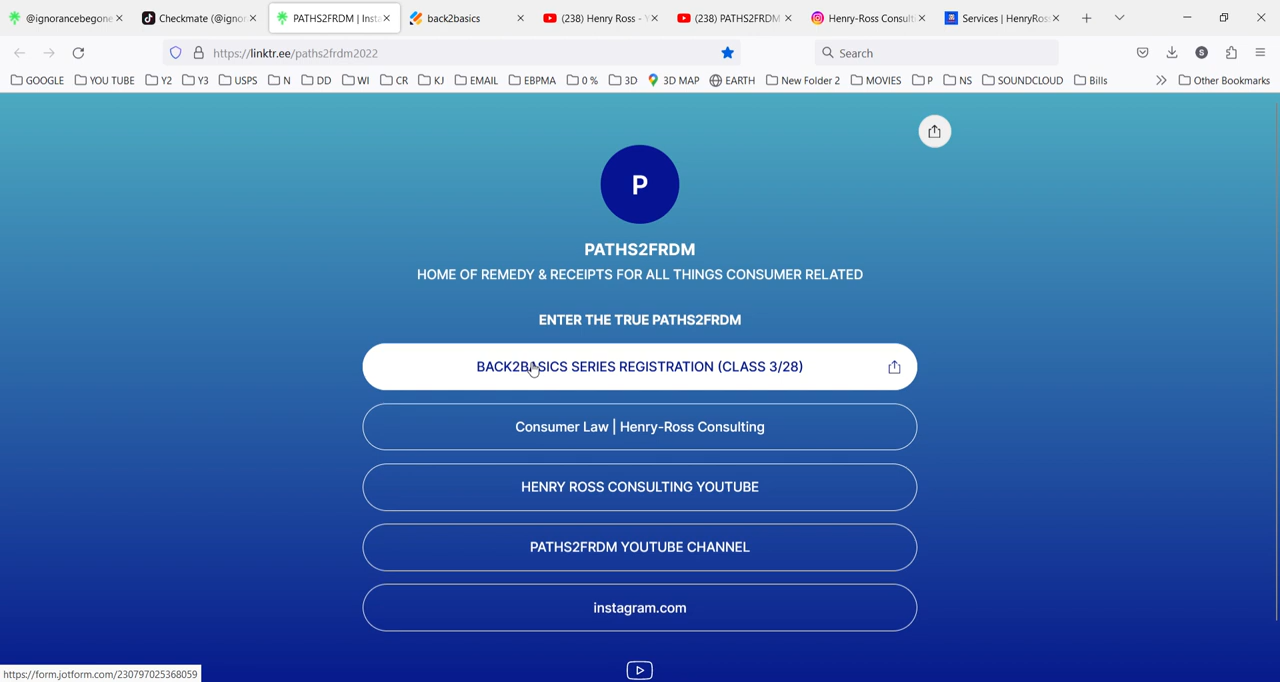 @ignorancebegone
Checkmate (@ignor
PATHS2FRDM | Inst
back2basics
(238) Henry Ross - Y
(238) PATHS2FRDM
Henry-Ross Consult
Services | HenryRoss
https://linktr.ee/paths2frdm2022
Search
S
GOOGLE
YOU TUBE
Y2
Y3
USPS
N
DD
WI
CR
KJ
EMAIL
EBPMA
0 %
3D
3D MAP
EARTH
New Folder 2
MOVIES
P
NS
SOUNDCLOUD
Bills
Other Bookmarks
P
PATHS2FRDM
HOME OF REMEDY & RECEIPTS FOR ALL THINGS CONSUMER RELATED
ENTER THE TRUE PATHS2FRDM
BACK2BASICS SERIES REGISTRATION (CLASS 3/28)
Consumer Law | Henry-Ross Consulting
HENRY ROSS CONSULTING YOUTUBE
PATHS2FRDM YOUTUBE CHANNEL
instagram.com
https://form.jotform.com/230797025368059